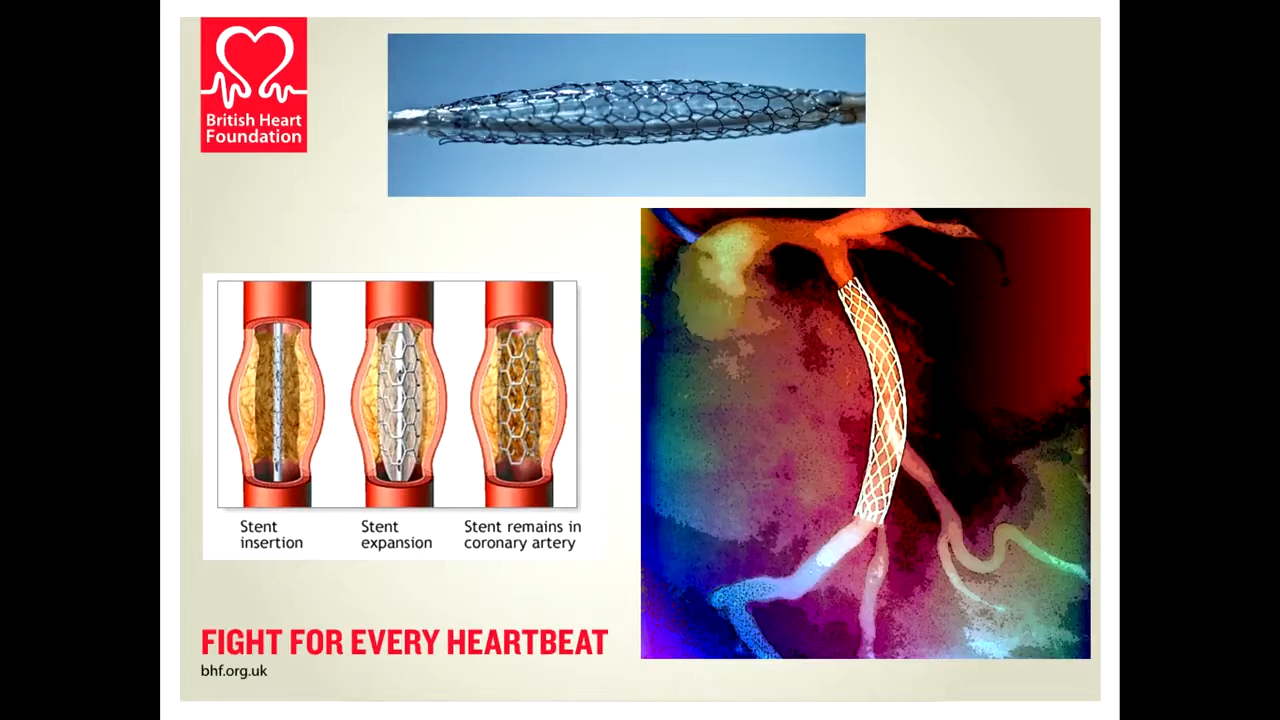 British Heart
Foundation
Stent
insertion
Stent
expansion
Stent remains in
coronary artery
FIGHT FOR EVERY HEARTBEAT
bhf.org.uk